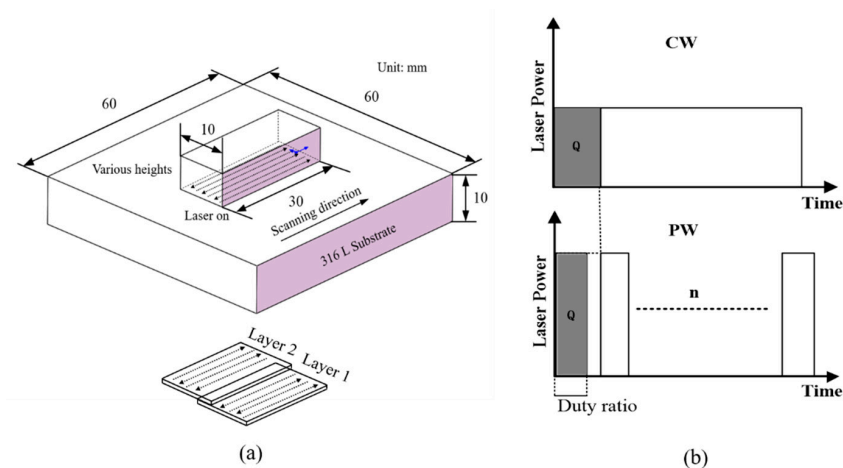 Unit: mm
60
60
10
Various heights
30
Laser on
Scanning direction
10
316 L Substrate
Layer 2
Layer 1
(a)
CW
Laser Power
Q
Time
PW
Laser Power
n
Q
Time
Duty ratio
(b)